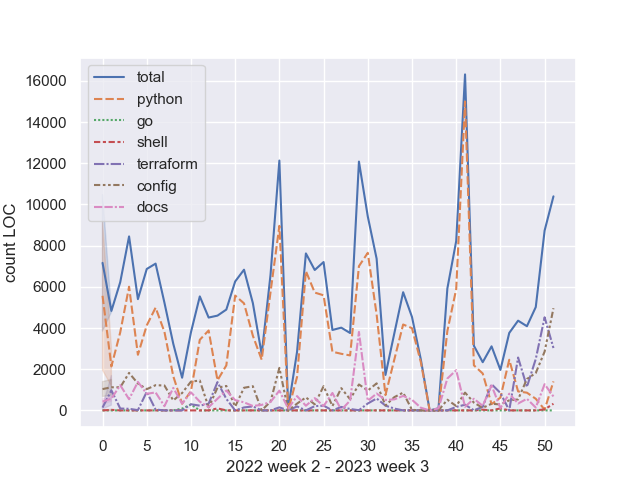 total
python
go
shell
terraform
config
docs
16000
14000
12000
10000
8000
6000
4000
2000
0
count LOC
0 5 10 15 20 25 30 35 40 45 50
2022 week 2 - 2023 week 3